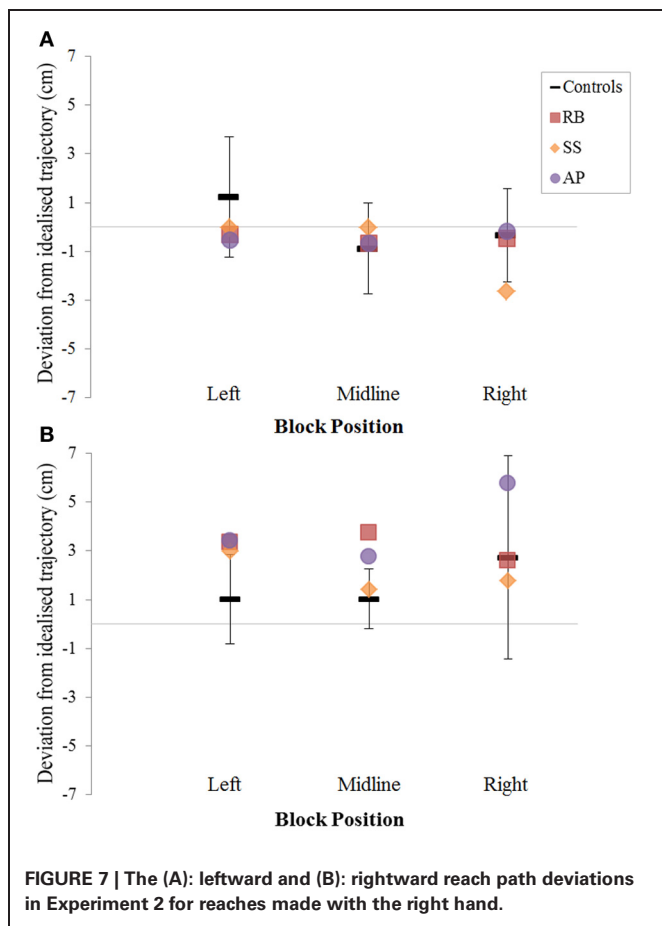 A
7
5
3
1
-1
-3
-5
-7
Deviation from idealised trajectory (cm)
Controls
RB
SS
AP
Left Midline Right
Block Position
B
7
5
3
1
-1
-3
-5
-7
Deviation from idealised trajectory (cm)
Left Midline Right
Block Position
FIGURE 7 | The (A): leftward and (B): rightward reach path deviations
in Experiment 2 for reaches made with the right hand.